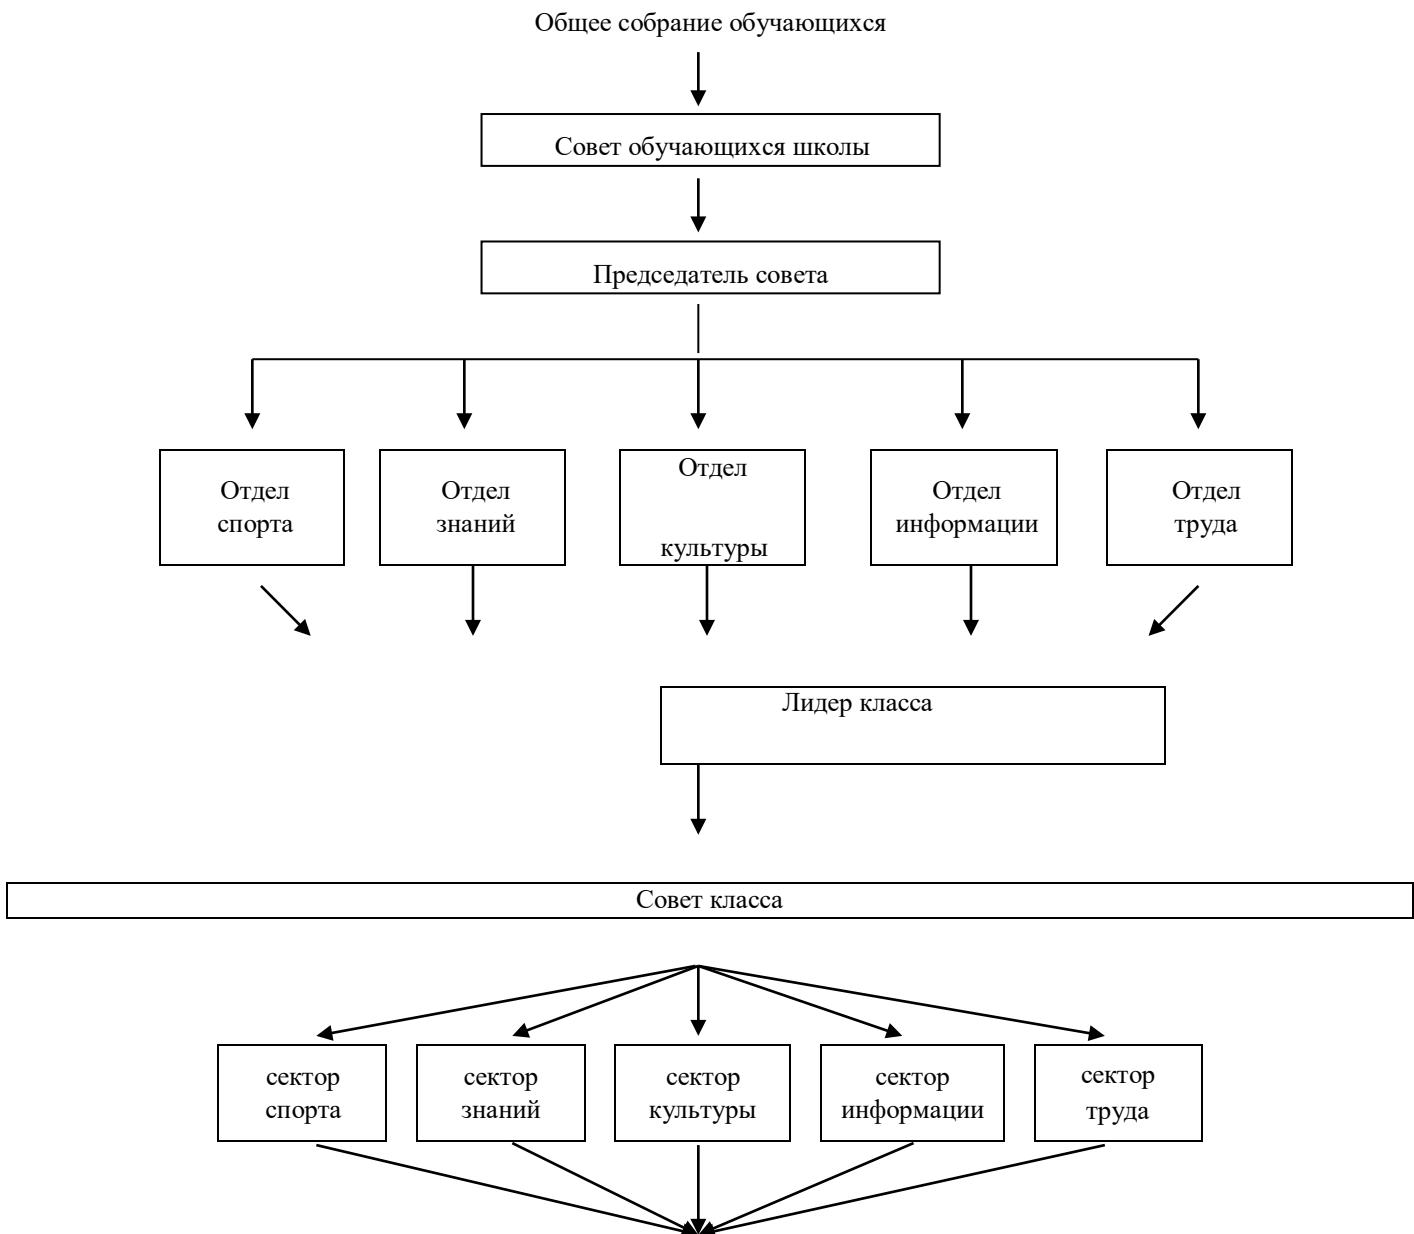 Общее собрание обучающихся
Совет обучающихся школы
Председатель совета
Отдел
спорта
Отдел
знаний
Отдел
культуры
Отдел
информации
Отдел
труда
Лидер класса
Совет класса
сектор
спорта
сектор
знаний
сектор
культуры
сектор
информации
сектор
труда